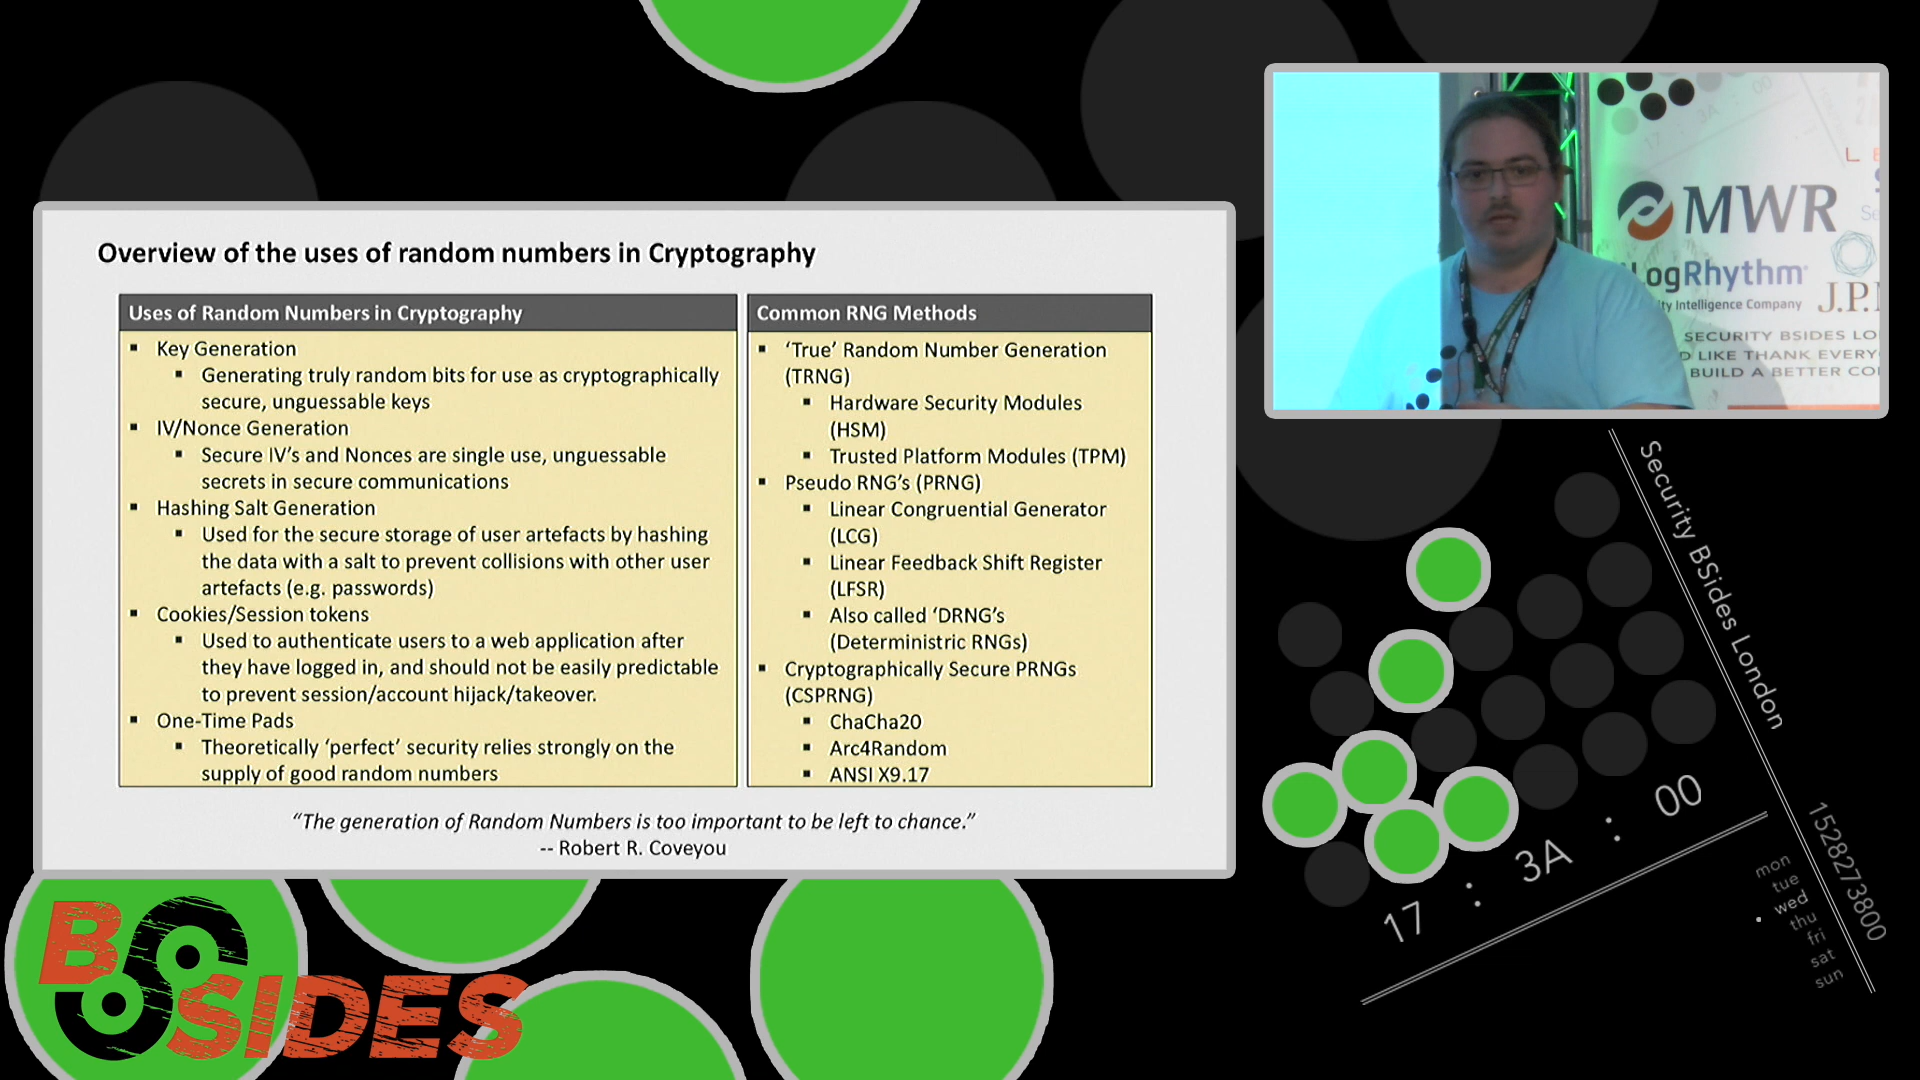 Overview of the uses of random numbers in Cryptography
Uses of Random Numbers in Cryptography
▪ Key Generation
▪ Generating truly random bits for use as cryptographically
secure, unguessable keys
▪ IV/Nonce Generation
▪ Secure IV's and Nonces are single use, unguessable
secrets in secure communications
▪ Hashing Salt Generation
▪ Used for the secure storage of user artefacts by hashing
the data with a salt to prevent collisions with other user
artefacts (e.g. passwords)
▪ Cookies/Session tokens
▪ Used to authenticate users to a web application after
they have logged in, and should not be easily predictable
to prevent session/account hijack/takeover.
▪ One-Time Pads
▪ Theoretically ‘perfect’ security relies strongly on the
supply of good random numbers
Common RNG Methods
▪ ‘True’ Random Number Generation
(TRNG)
▪ Hardware Security Modules
(HSM)
▪ Trusted Platform Modules (TPM)
▪ Pseudo RNG’s (PRNG)
▪ Linear Congruential Generator
(LCG)
▪ Linear Feedback Shift Register
(LFSR)
▪ Also called ‘DRNG’s
(Deterministric RNGs)
▪ Cryptographically Secure PRNGs
(CSPRNG)
▪ ChaCha20
▪ Arc4Random
▪ ANSI X9.17
“The generation of Random Numbers is too important to be left to chance.”
-- Robert R. Coveyou
MWR
LogRhythm
ity Intelligence Company
J.P.
SECURITY BSIDES LO
D LIKE THANK EVERY
BUILD A BETTER CO
Security BSides London
17 : 3A : 00
1528273800
mon
tue
wed
thu
fri
sat
sun
BSIDES